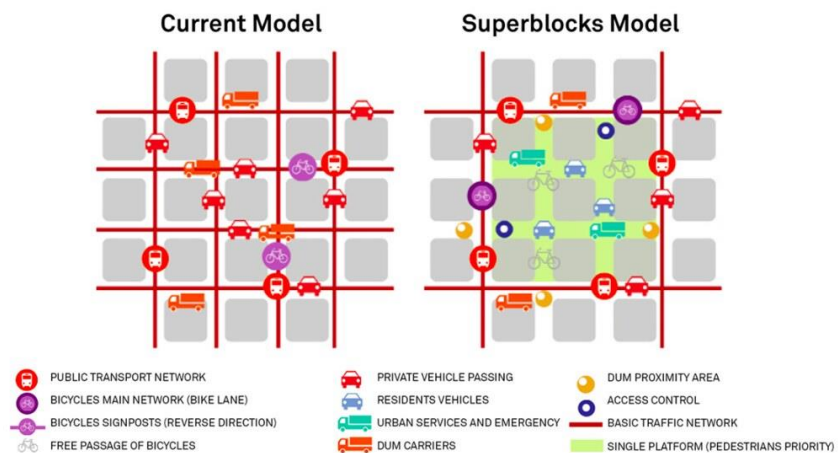 Current Model
Superblocks Model
PUBLIC TRANSPORT NETWORK
BICYCLES MAIN NETWORK (BIKE LANE)
BICYCLES SIGNPOSTS (REVERSE DIRECTION)
FREE PASSAGE OF BICYCLES
PRIVATE VEHICLE PASSING
RESIDENTS VEHICLES
URBAN SERVICES AND EMERGENCY
DUM CARRIERS
DUM PROXIMITY AREA
ACCESS CONTROL
BASIC TRAFFIC NETWORK
SINGLE PLATFORM (PEDESTRIANS PRIORITY)